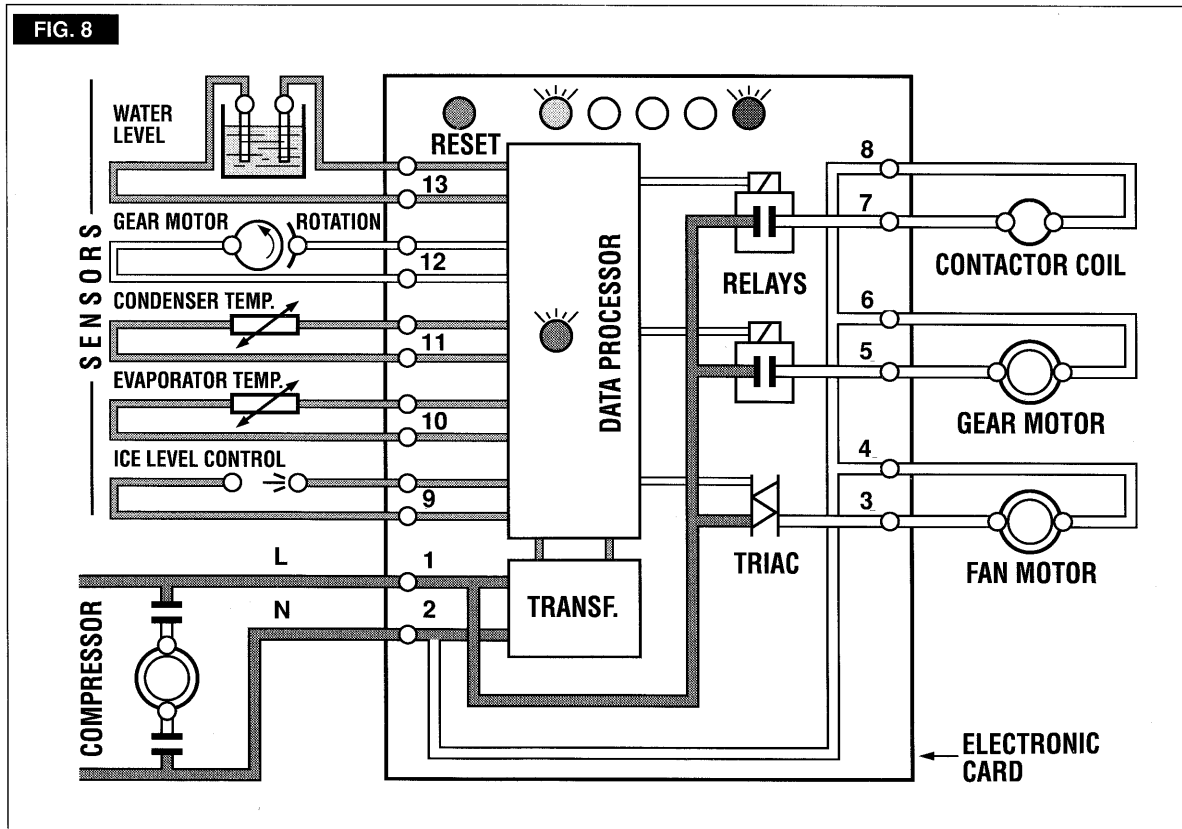 FIG. 8
WATER
LEVEL
RESET
13
GEAR MOTOR ROTATION
12
CONDENSER TEMP.
11
EVAPORATOR TEMP.
10
ICE LEVEL CONTROL
9
SENSORS
L
1
N
2
COMPRESSOR
DATA PROCESSOR
TRANSF.
RELAYS
TRIAC
8
7
CONTACTOR COIL
6
5
GEAR MOTOR
4
3
FAN MOTOR
ELECTRONIC
CARD